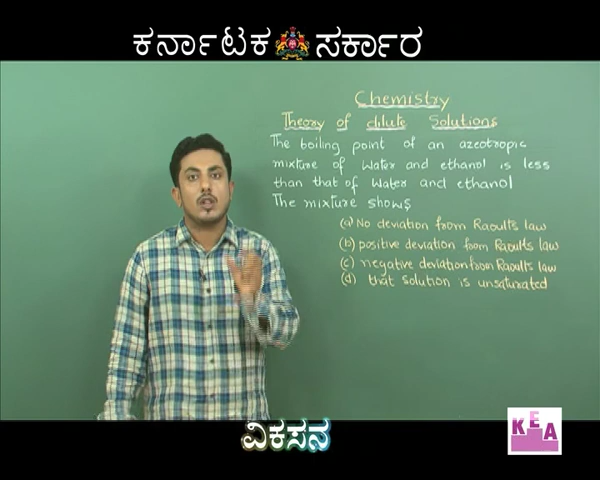 ಕರ್ನಾಟಕ ಸರ್ಕಾರ
Chemistry
Theory of dilute Solutions
The boiling point of an azeotropic
mixture of Water and ethanol is less
than that of Water and ethanol
The mixture shows
(a) No deviation from Raoult's law
(b) positive deviation from Raoult's law
(c) negative deviation from Raoult's law
(d) that solution is unsaturated
ವಿಕಸನ
KEA